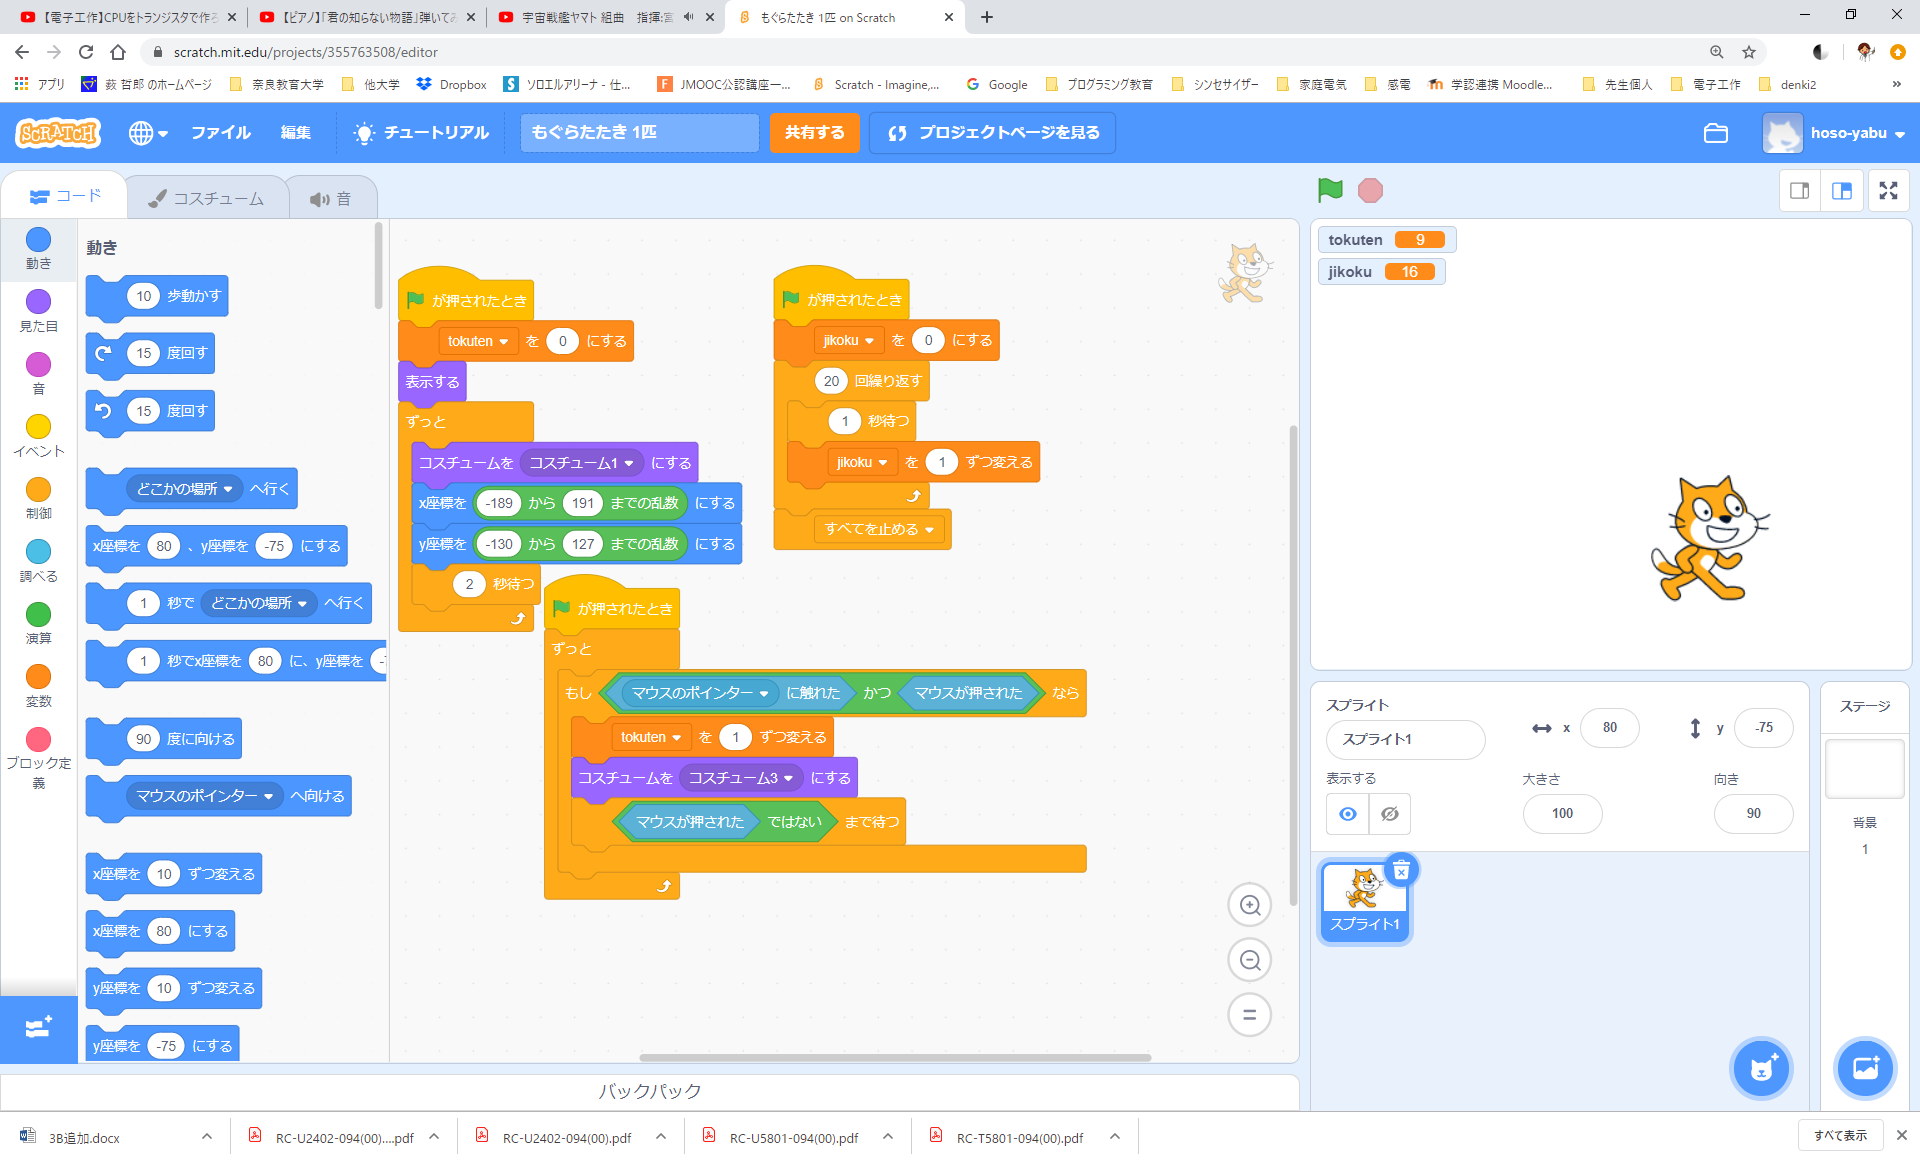 【電子工作】CPUをトランジスタで作ろ
【ピアノ】「君の知らない物語」弾いてみ
宇宙戦艦ヤマト 組曲　指揮:宮
もぐらたたき 1匹 on Scratch
scratch.mit.edu/projects/355763508/editor
アプリ
薮 哲郎 のホームページ
奈良教育大学
他大学
Dropbox
ソロエルアリーナ - 仕...
JMOOC公認講座一...
Scratch - Imagine,...
Google
プログラミング教育
シンセサイザー
家庭電気
感電
学認連携 Moodle...
先生個人
電子工作
denki2
»
SCRATCH
ファイル
編集
チュートリアル
もぐらたたき 1匹
共有する
プロジェクトページを見る
hoso-yabu
コード
コスチューム
音
動き
見た目
音
イベント
制御
調べる
演算
変数
ブロック定
義
動き
10 歩動かす
15 度回す
15 度回す
どこかの場所 へ行く
x座標を 80 、y座標を -75 にする
1 秒で どこかの場所 へ行く
1 秒でx座標を 80 に、y座標を
90 度に向ける
マウスのポインター へ向ける
x座標を 10 ずつ変える
x座標を 80 にする
y座標を 10 ずつ変える
y座標を -75 にする
が押されたとき
tokuten を 0 にする
表示する
ずっと
コスチュームを コスチューム1 にする
x座標を -189 から 191 までの乱数 にする
y座標を -130 から 127 までの乱数 にする
2 秒待つ
が押されたとき
jikoku を 0 にする
20 回繰り返す
1 秒待つ
jikoku を 1 ずつ変える
すべてを止める
が押されたとき
ずっと
もし マウスのポインター に触れた かつ マウスが押された なら
tokuten を 1 ずつ変える
コスチュームを コスチューム3 にする
マウスが押された ではない まで待つ
tokuten 9
jikoku 16
スプライト
スプライト1
x 80
y -75
表示する
大きさ
100
向き
90
スプライト1
ステージ
背景
1
バックパック
3B追加.docx
RC-U2402-094(00)....pdf
RC-U2402-094(00).pdf
RC-U5801-094(00).pdf
RC-T5801-094(00).pdf
すべて表示